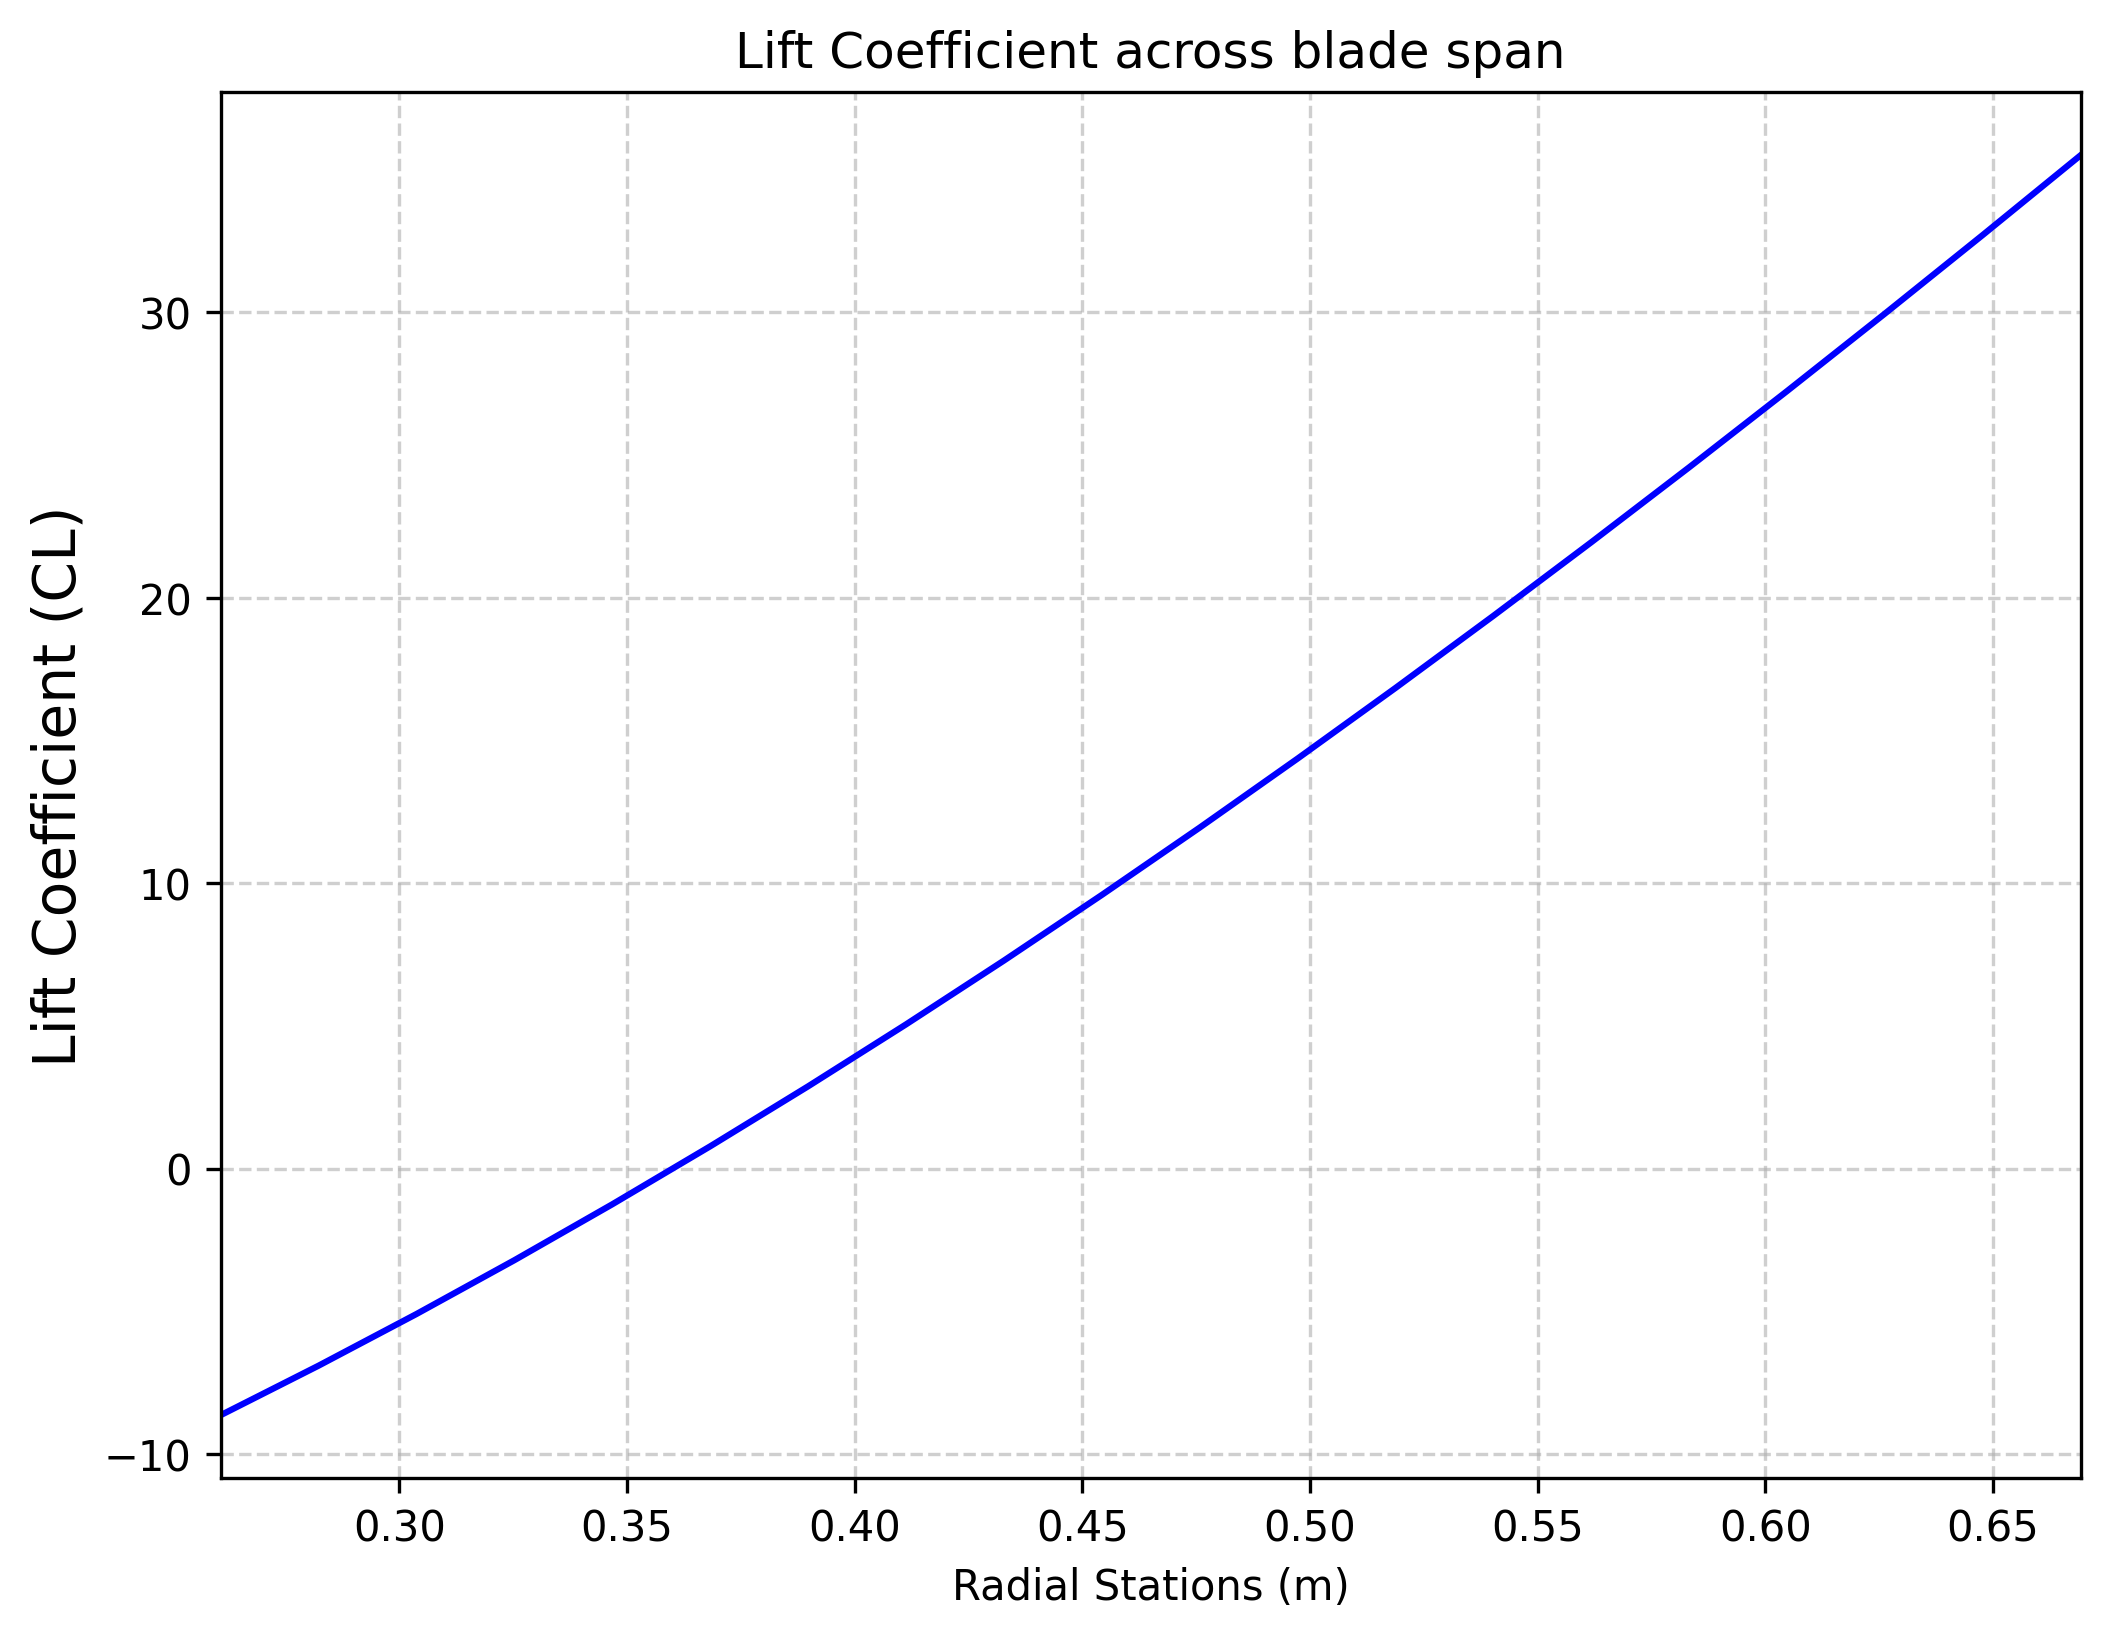 Lift Coefficient across blade span
Lift Coefficient (CL)
30
20
10
0
−10
0.30 0.35 0.40 0.45 0.50 0.55 0.60 0.65
Radial Stations (m)